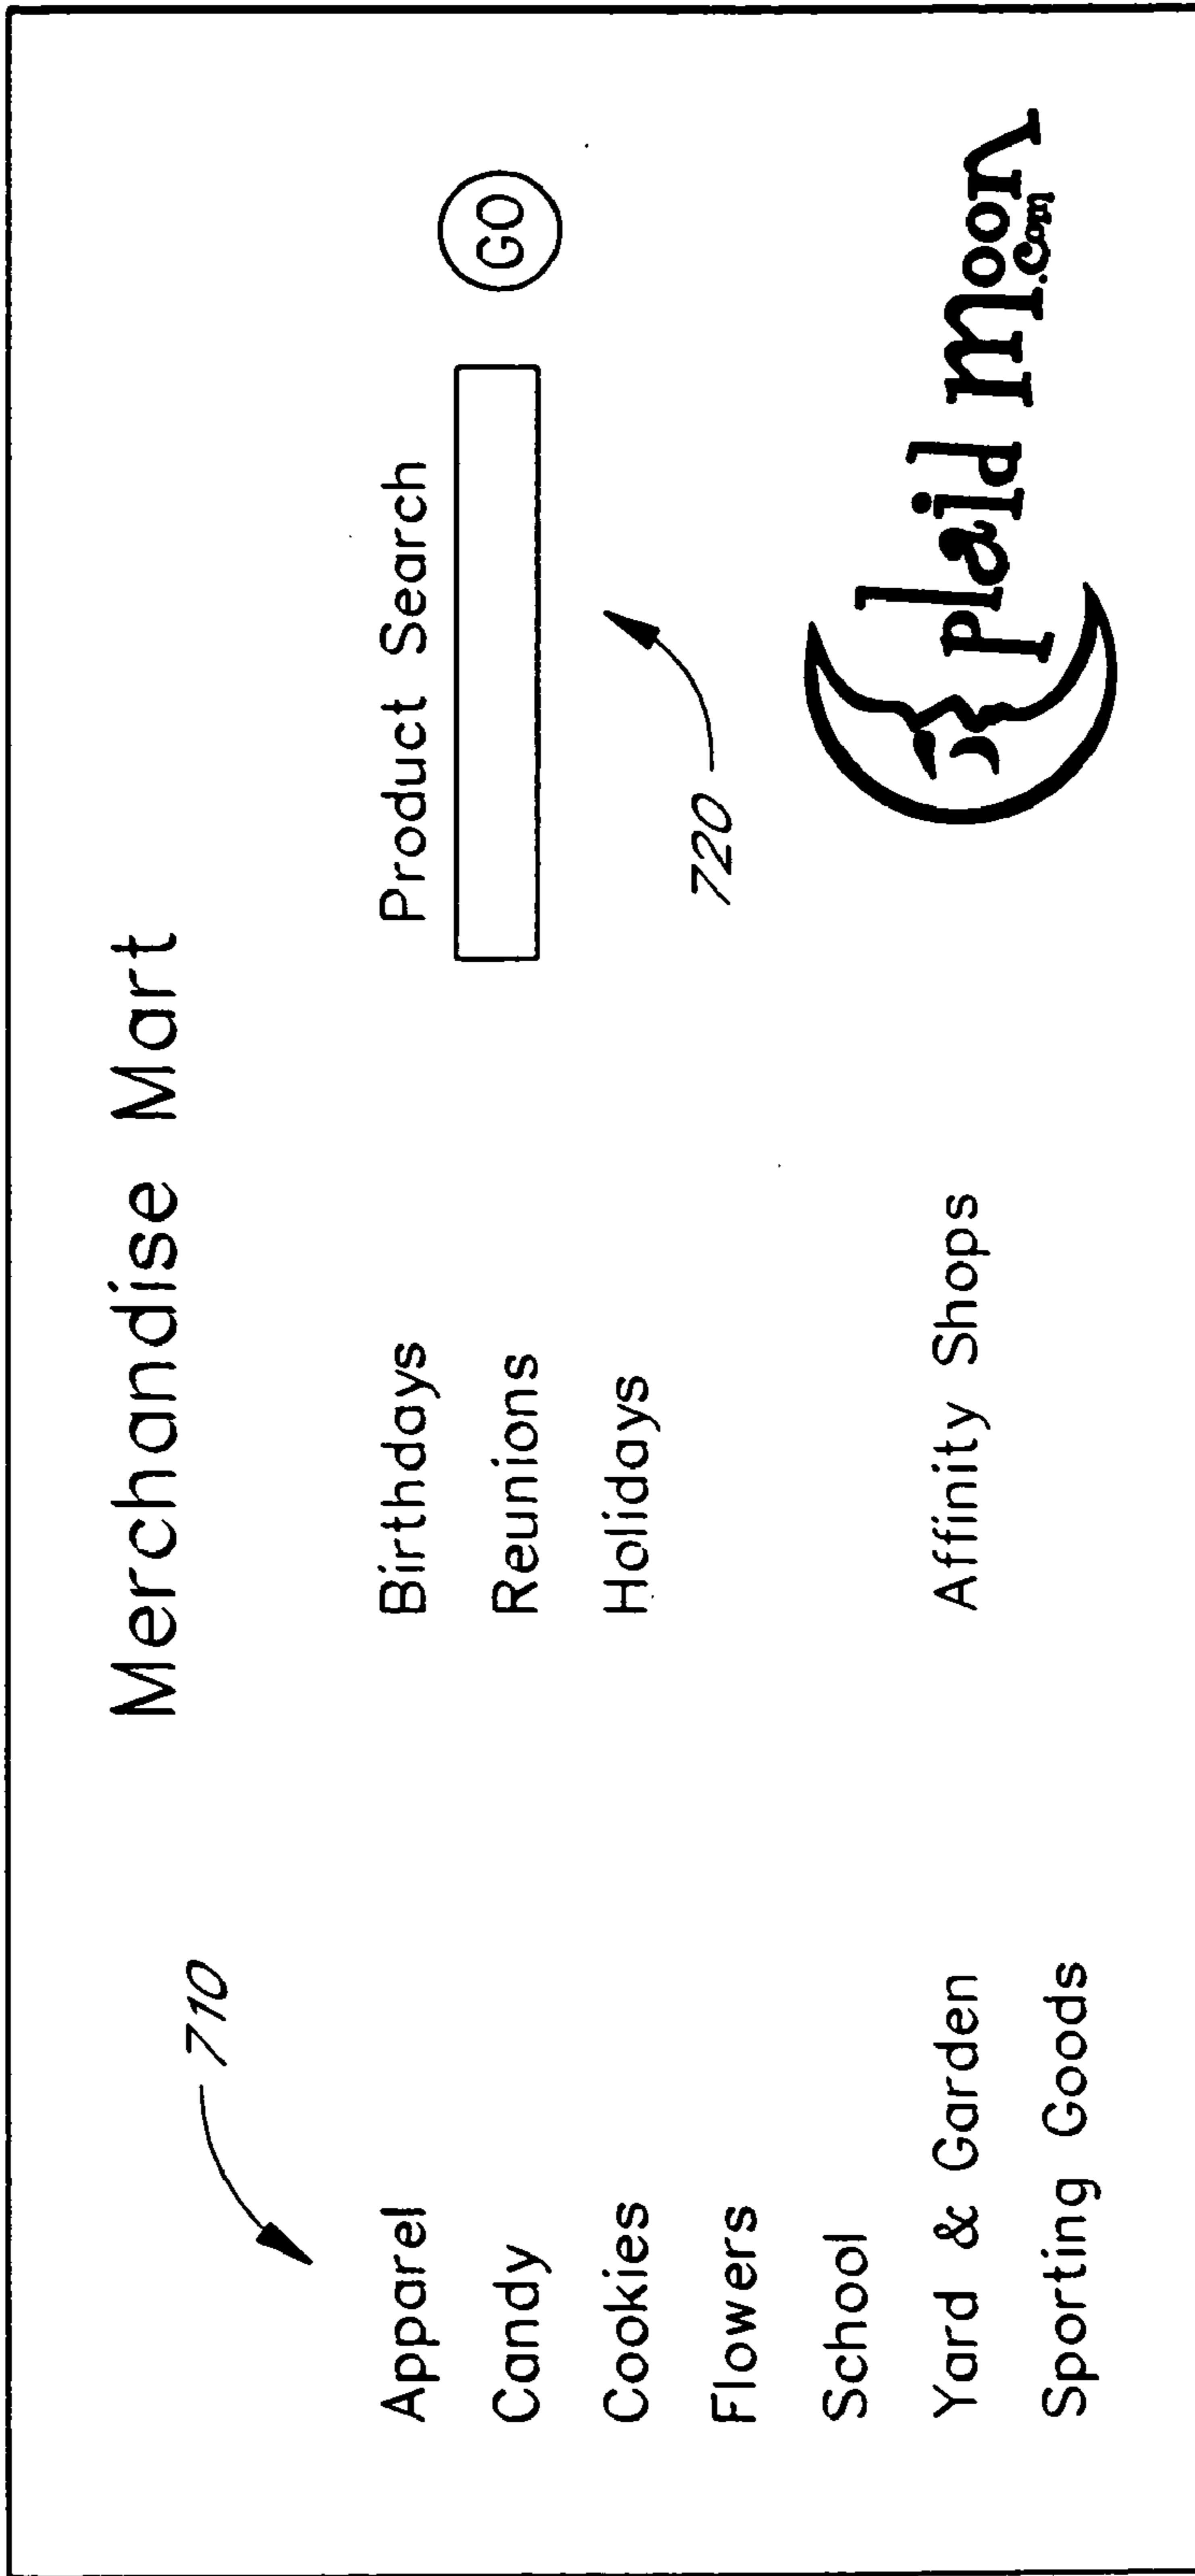 Merchandise Mart
710
Apparel
Candy
Cookies
Flowers
School
Yard & Garden
Sporting Goods
Birthdays
Reunions
Holidays
Affinity Shops
Product Search
GO
720
plaid moon
.com